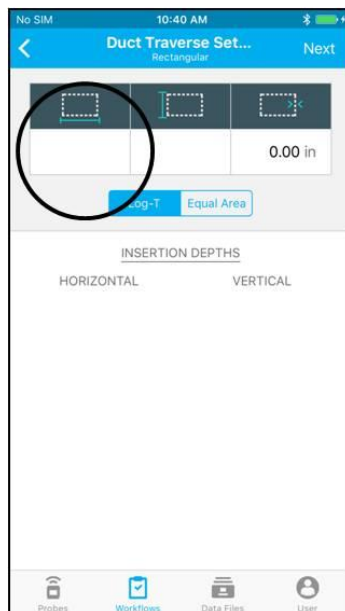 No SIM 10:40 AM
Duct Traverse Set... Next
Rectangular
0.00 in
Log-T Equal Area
INSERTION DEPTHS
HORIZONTAL VERTICAL
Probes Workflows Data Files User